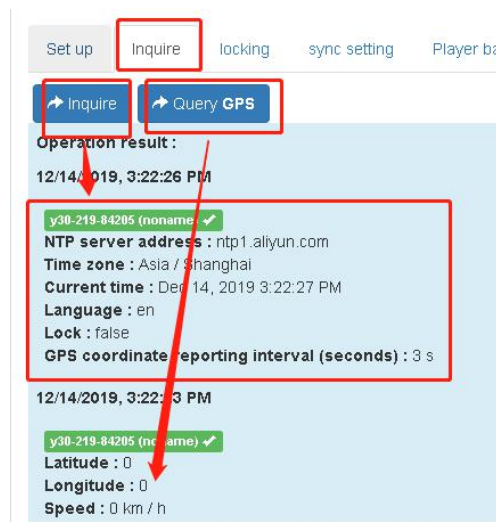 Set up Inquire locking sync setting Player ba
Inquire Query GPS
Operation result :
12/14/2019, 3:22:26 PM
y30-219-84205 (noname)
NTP server address : ntp1.aliyun.com
Time zone : Asia / Shanghai
Current time : Dec 14, 2019 3:22:27 PM
Language : en
Lock : false
GPS coordinate reporting interval (seconds) : 3 s
12/14/2019, PM
y30-219-84205 (noname)
Latitude : 0
Longitude : 0
Speed : 0 km / h